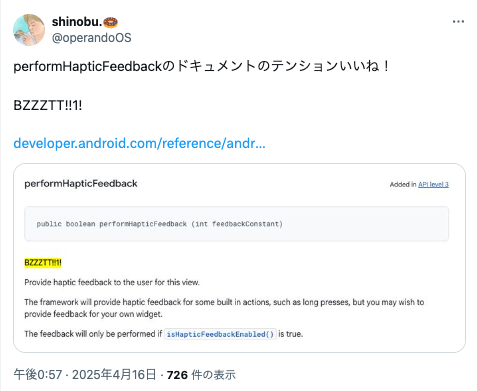 shinobu.🍩
@operandoOS
performHapticFeedbackのドキュメントのテンションいいね！
BZZZTT!!1!
developer.android.com/reference/andr...
performHapticFeedback
Added in API level 3
public boolean performHapticFeedback (int feedbackConstant)
BZZZTT!!1!
Provide haptic feedback to the user for this view.
The framework will provide haptic feedback for some built in actions, such as long presses, but you may wish to
provide feedback for your own widget.
The feedback will only be performed if isHapticFeedbackEnabled() is true.
午後0:57 · 2025年4月16日 · 726 件の表示